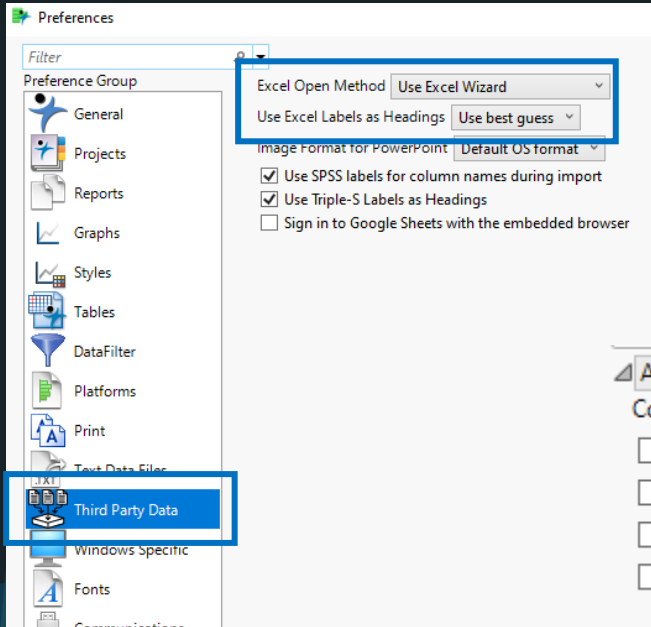 Preferences
Filter
Preference Group
General
Projects
Reports
Graphs
Styles
Tables
DataFilter
Platforms
Print
Text Data Files
.TXT
Third Party Data
Windows Specific
Fonts
Communications
Excel Open Method Use Excel Wizard
Use Excel Labels as Headings Use best guess
Image Format for PowerPoint Default OS format
Use SPSS labels for column names during import
Use Triple-S Labels as Headings
Sign in to Google Sheets with the embedded browser
A
Co